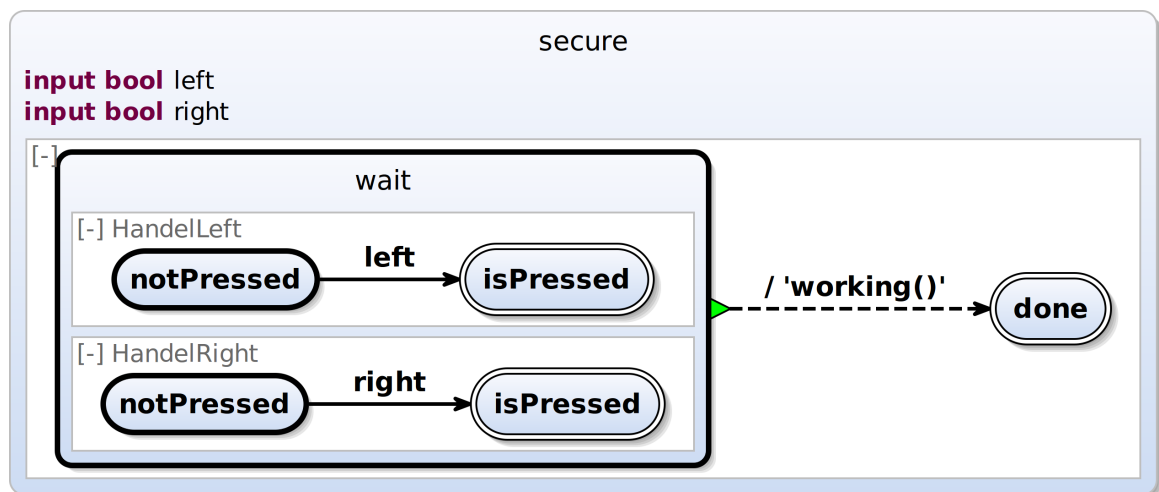 secure
input bool left
input bool right
[-]
wait
[-] HandelLeft
notPressed
left
isPressed
/ 'working()'
done
[-] HandelRight
notPressed
right
isPressed